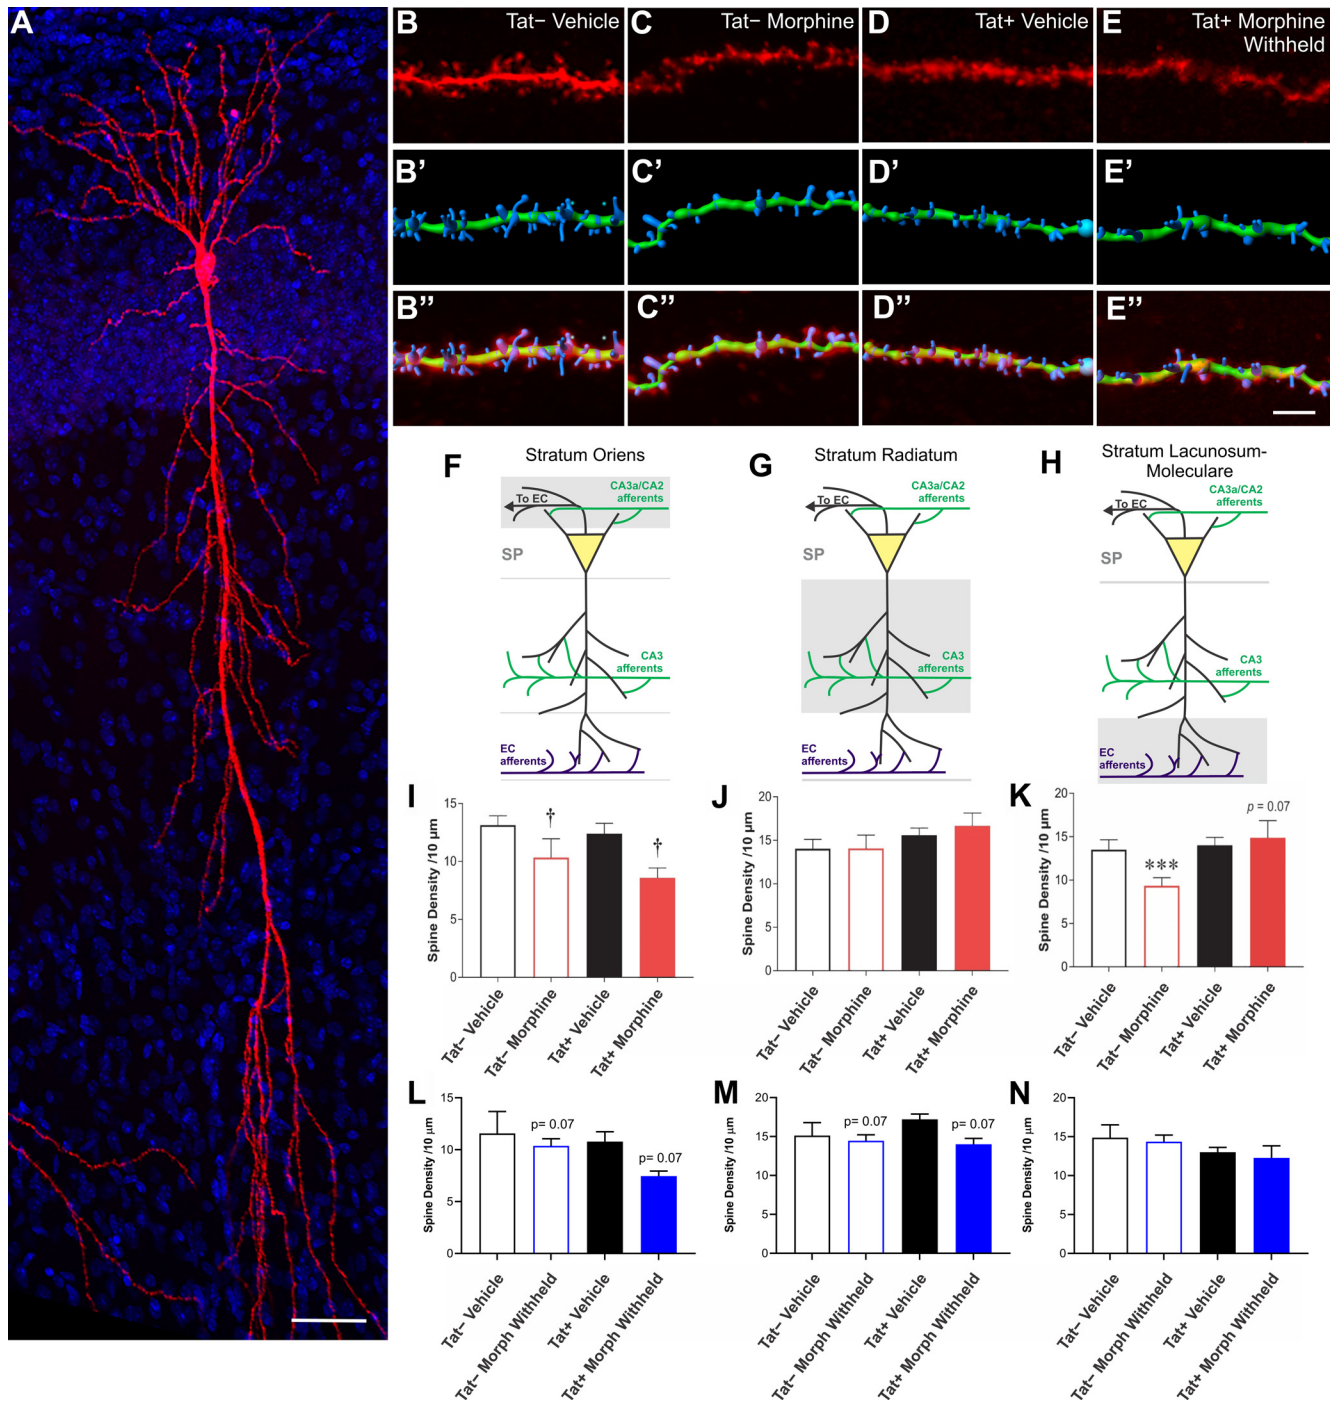 A
B
Tat− Vehicle
C
Tat− Morphine
D
Tat+ Vehicle
E
Tat+ Morphine
Withheld
B’
C’
D’
E’
B”
C”
D”
E”
F
Stratum Oriens
To EC
CA3a/CA2
afferents
SP
CA3
afferents
EC
afferents
G
Stratum Radiatum
To EC
CA3a/CA2
afferents
SP
CA3
afferents
EC
afferents
H
Stratum Lacunosum-
Moleculare
To EC
CA3a/CA2
afferents
SP
CA3
afferents
EC
afferents
I
Spine Density /10 µm
15
10
5
0
†
†
Tat− Vehicle
Tat− Morphine
Tat+ Vehicle
Tat+ Morphine
J
Spine Density /10 µm
20
15
10
5
0
Tat− Vehicle
Tat− Morphine
Tat+ Vehicle
Tat+ Morphine
K
Spine Density /10 µm
20
15
10
5
0
***
p = 0.07
Tat− Vehicle
Tat− Morphine
Tat+ Vehicle
Tat+ Morphine
L
Spine Density /10 µm
15
10
5
0
p= 0.07
p= 0.07
Tat− Vehicle
Tat− Morph Withheld
Tat+ Vehicle
Tat+ Morph Withheld
M
Spine Density /10 µm
20
15
10
5
0
p= 0.07
p= 0.07
Tat− Vehicle
Tat− Morph Withheld
Tat+ Vehicle
Tat+ Morph Withheld
N
Spine Density /10 µm
20
15
10
5
0
Tat− Vehicle
Tat− Morph Withheld
Tat+ Vehicle
Tat+ Morph Withheld